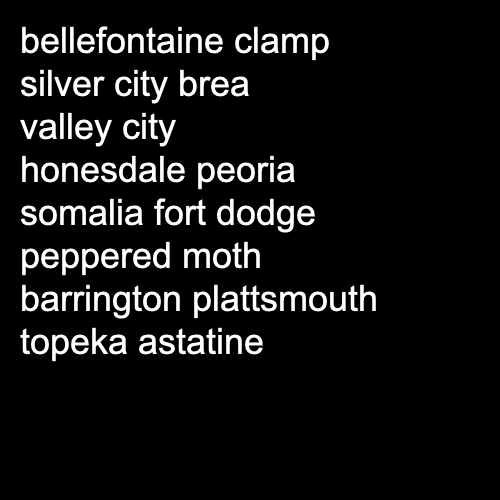 bellefontaine clamp
silver city brea
valley city
honesdale peoria
somalia fort dodge
peppered moth
barrington plattsmouth
topeka astatine